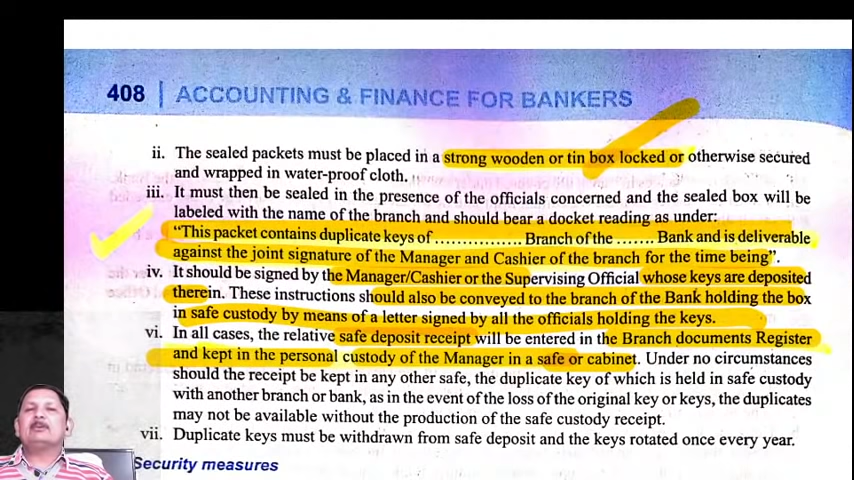 408 | ACCOUNTING & FINANCE FOR BANKERS
ii. The sealed packets must be placed in a strong wooden or tin box locked or otherwise secured
and wrapped in water-proof cloth.
iii. It must then be sealed in the presence of the officials concerned and the sealed box will be
labeled with the name of the branch and should bear a docket reading as under:
“This packet contains duplicate keys of ................ Branch of the ....... Bank and is deliverable
against the joint signature of the Manager and Cashier of the branch for the time being”.
iv. It should be signed by the Manager/Cashier or the Supervising Official whose keys are deposited
therein. These instructions should also be conveyed to the branch of the Bank holding the box
in safe custody by means of a letter signed by all the officials holding the keys.
vi. In all cases, the relative safe deposit receipt will be entered in the Branch documents Register
and kept in the personal custody of the Manager in a safe or cabinet. Under no circumstances
should the receipt be kept in any other safe, the duplicate key of which is held in safe custody
with another branch or bank, as in the event of the loss of the original key or keys, the duplicates
may not be available without the production of the safe custody receipt.
vii. Duplicate keys must be withdrawn from safe deposit and the keys rotated once every year.
Security measures